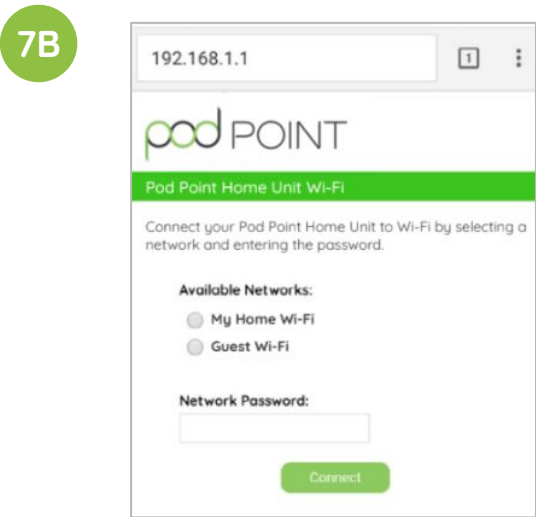 7B
192.168.1.1
1
pod POINT
Pod Point Home Unit Wi-Fi
Connect your Pod Point Home Unit to Wi-Fi by selecting a
network and entering the password.
Available Networks:
My Home Wi-Fi
Guest Wi-Fi
Network Password:
Connect